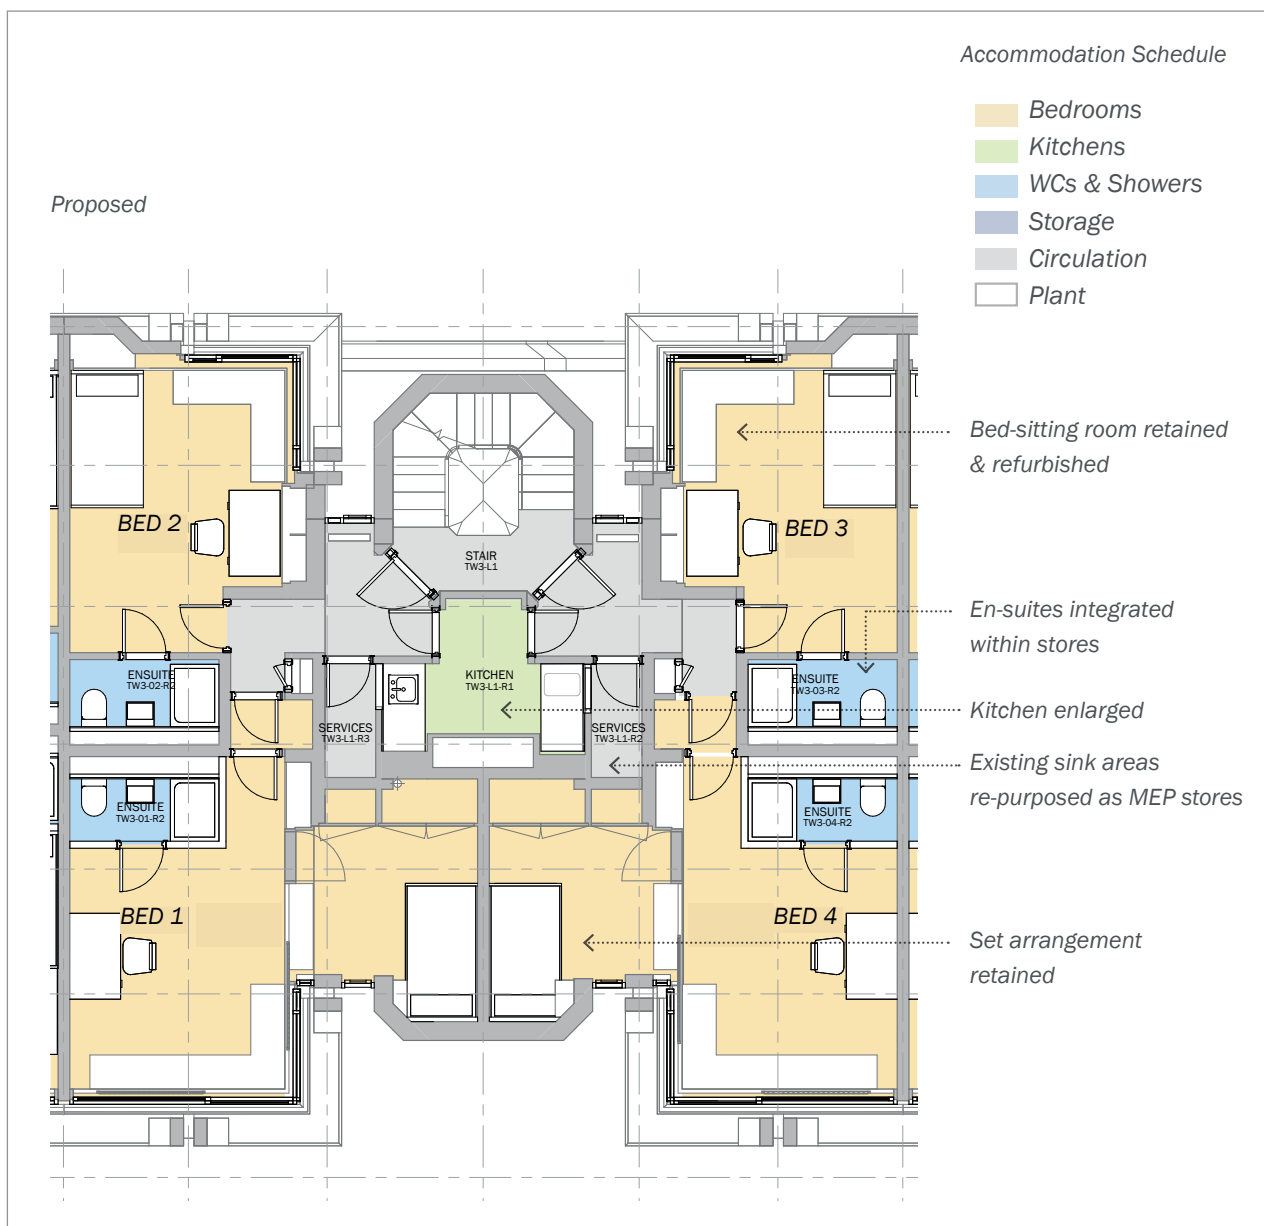 Accommodation Schedule
Bedrooms
Kitchens
WCs & Showers
Storage
Circulation
Plant
Proposed
Bed-sitting room retained
& refurbished
BED 2
BED 3
STAIR
TW3-L1
En-suites integrated
within stores
ENSUITE
TW3-02-R2
KITCHEN
TW3-L1-R1
ENSUITE
TW3-03-R2
Kitchen enlarged
SERVICES
TW3-L1-R3
SERVICES
TW3-L1-R2
Existing sink areas
re-purposed as MEP stores
ENSUITE
TW3-01-R2
ENSUITE
TW3-04-R2
BED 1
BED 4
Set arrangement
retained